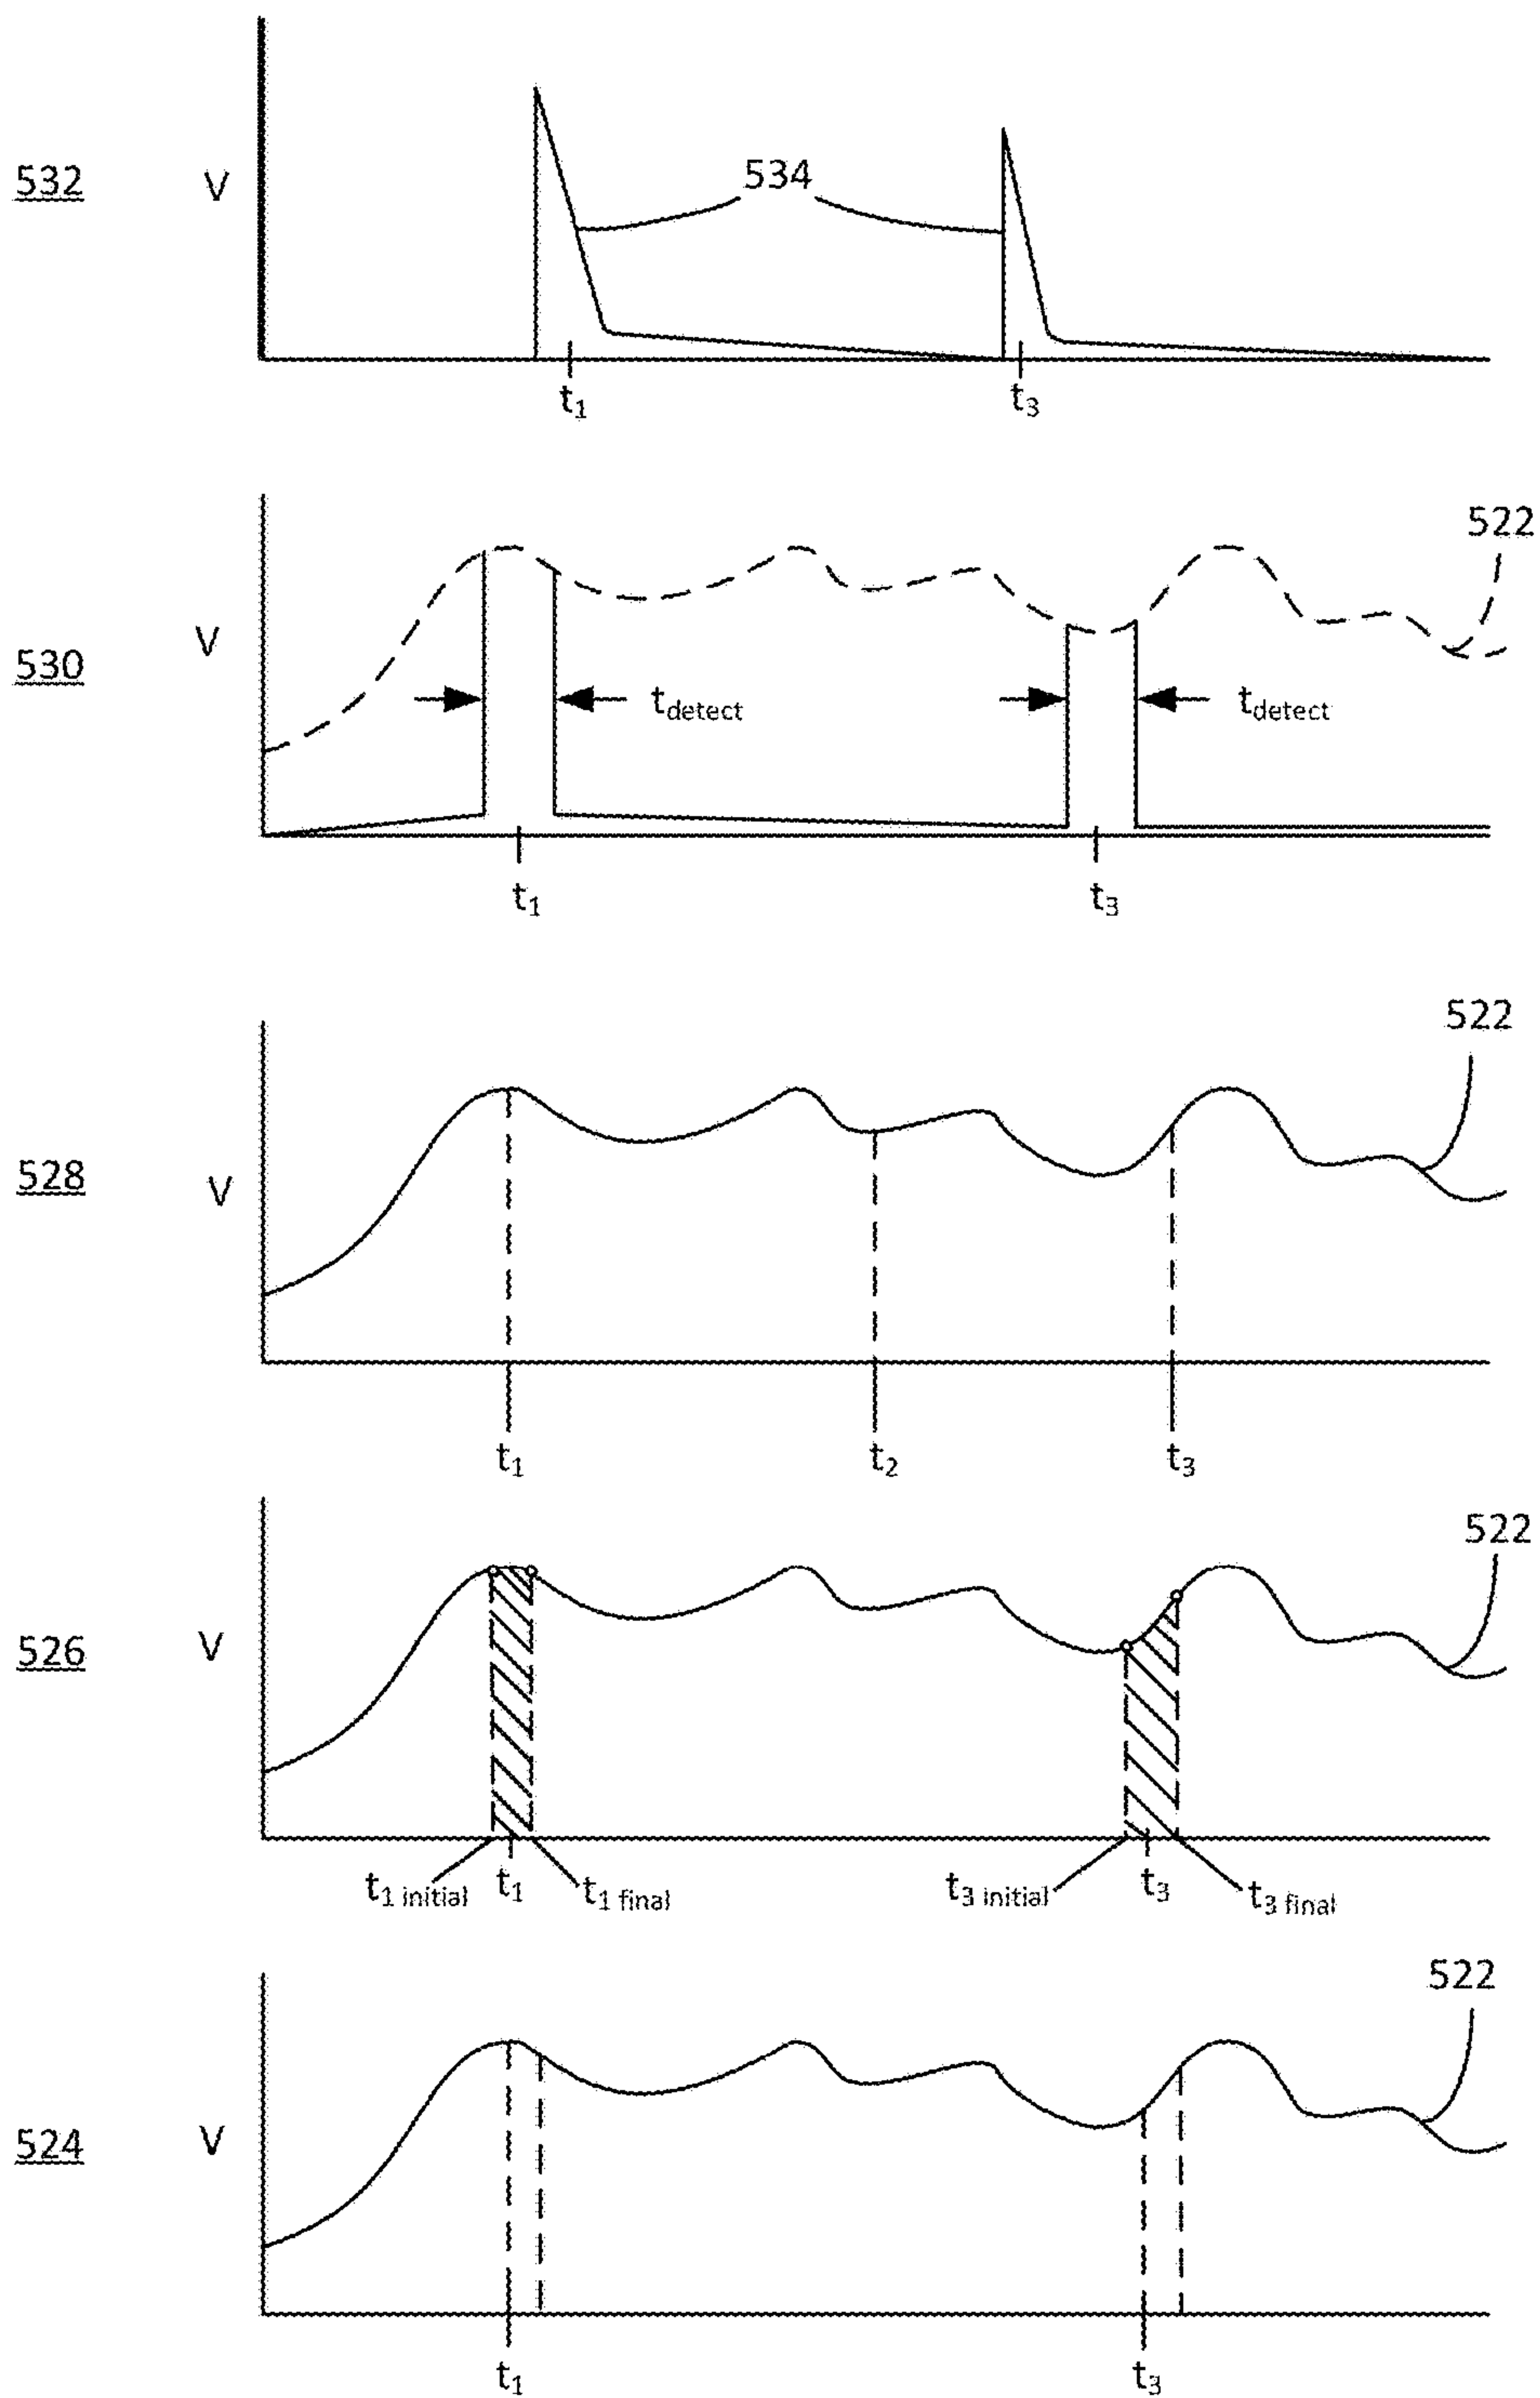 534
532 V
t1 t3
522
V
530
tdetect tdetect
t1 t3
522
528 V
t1 t2 t3
522
526 V
t1 initial t1 t1 final t3 initial t3 t3 final
522
524 V
t1 t3